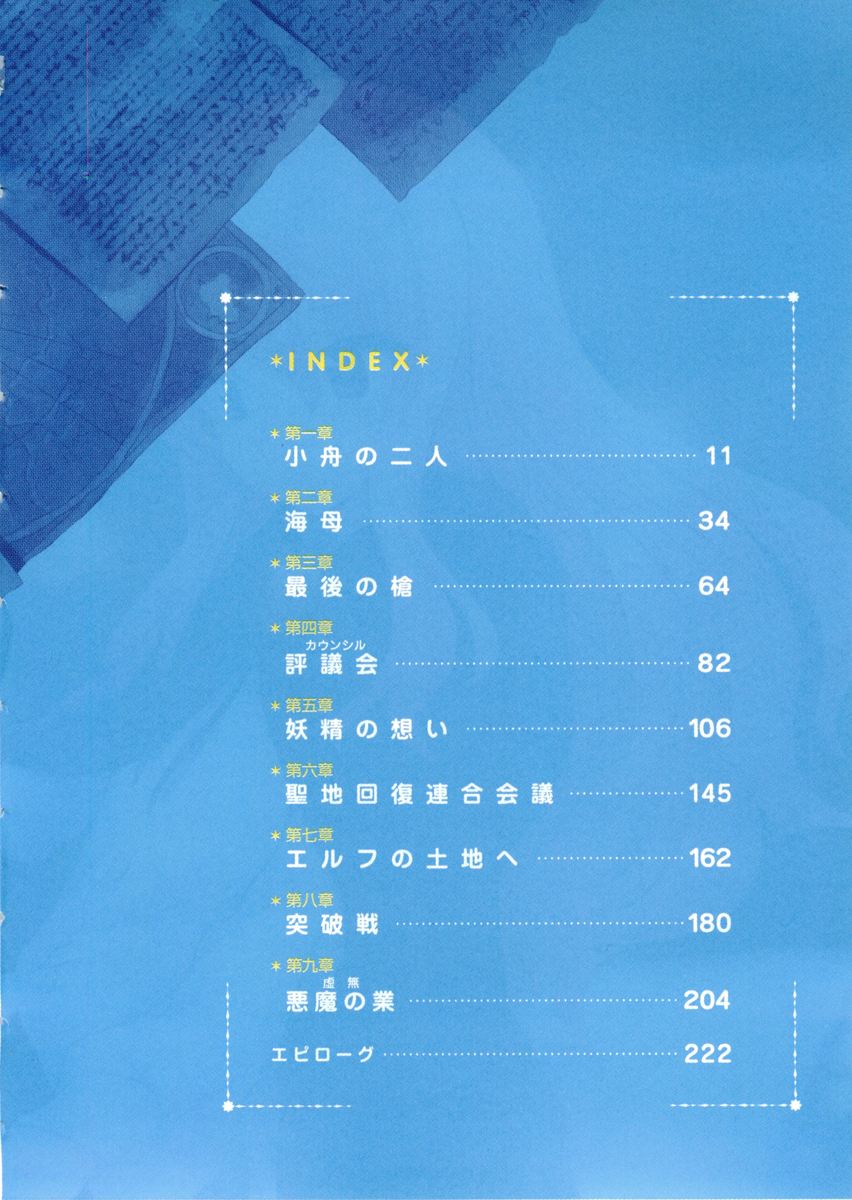 *INDEX*
*第一章
小舟の二人 11
*第二章
海母 34
*第三章
最後の槍 64
*第四章
カウンシル
評議会 82
*第五章
妖精の想い 106
*第六章
聖地回復連合会議 145
*第七章
エルフの土地へ 162
*第八章
突破戦 180
*第九章
虚無
悪魔の業 204
エピローグ 222